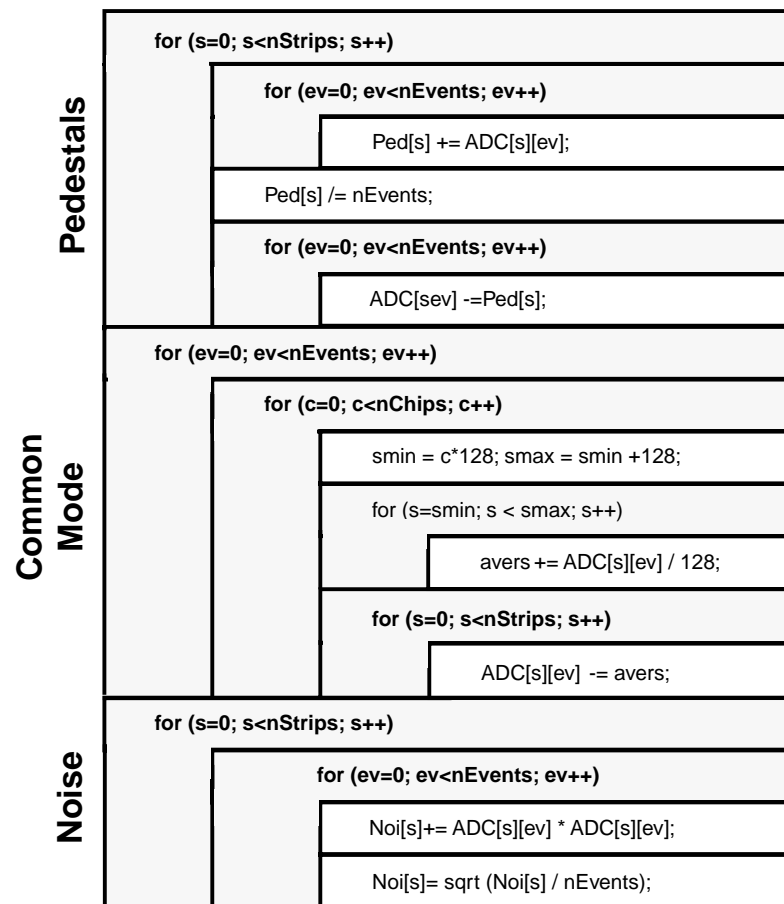 Pedestals
for (s=0; s<nStrips; s++)
for (ev=0; ev<nEvents; ev++)
Ped[s] += ADC[s][ev];
Ped[s] /= nEvents;
for (ev=0; ev<nEvents; ev++)
ADC[sev] -=Ped[s];
Common
Mode
for (ev=0; ev<nEvents; ev++)
for (c=0; c<nChips; c++)
smin = c*128; smax = smin +128;
for (s=smin; s < smax; s++)
avers += ADC[s][ev] / 128;
for (s=0; s<nStrips; s++)
ADC[s][ev] -= avers;
Noise
for (s=0; s<nStrips; s++)
for (ev=0; ev<nEvents; ev++)
Noi[s]+= ADC[s][ev] * ADC[s][ev];
Noi[s]= sqrt (Noi[s] / nEvents);